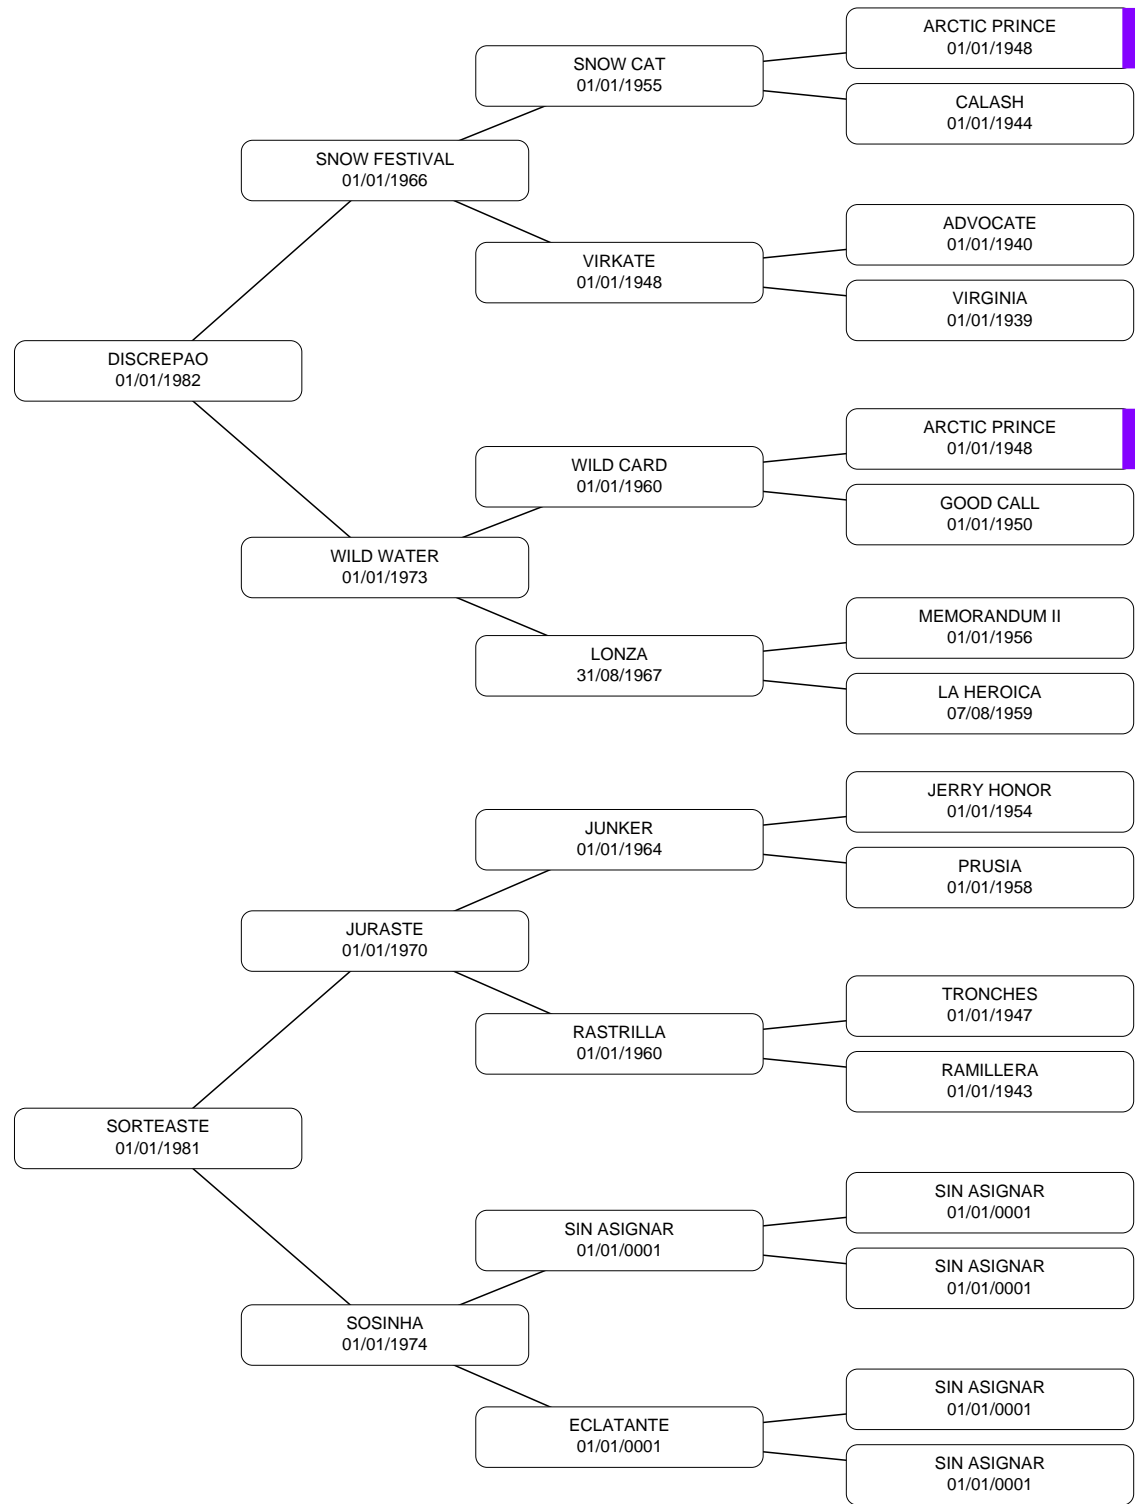 ARCTIC PRINCE
01/01/1948
SNOW CAT
01/01/1955
CALASH
01/01/1944
SNOW FESTIVAL
01/01/1966
ADVOCATE
01/01/1940
VIRKATE
01/01/1948
VIRGINIA
01/01/1939
DISCREPAO
01/01/1982
ARCTIC PRINCE
01/01/1948
WILD CARD
01/01/1960
GOOD CALL
01/01/1950
WILD WATER
01/01/1973
MEMORANDUM II
01/01/1956
LONZA
31/08/1967
LA HEROICA
07/08/1959
JERRY HONOR
01/01/1954
JUNKER
01/01/1964
PRUSIA
01/01/1958
JURASTE
01/01/1970
TRONCHES
01/01/1947
RASTRILLA
01/01/1960
RAMILLERA
01/01/1943
SORTEASTE
01/01/1981
SIN ASIGNAR
01/01/0001
SIN ASIGNAR
01/01/0001
SIN ASIGNAR
01/01/0001
SOSINHA
01/01/1974
SIN ASIGNAR
01/01/0001
ECLATANTE
01/01/0001
SIN ASIGNAR
01/01/0001